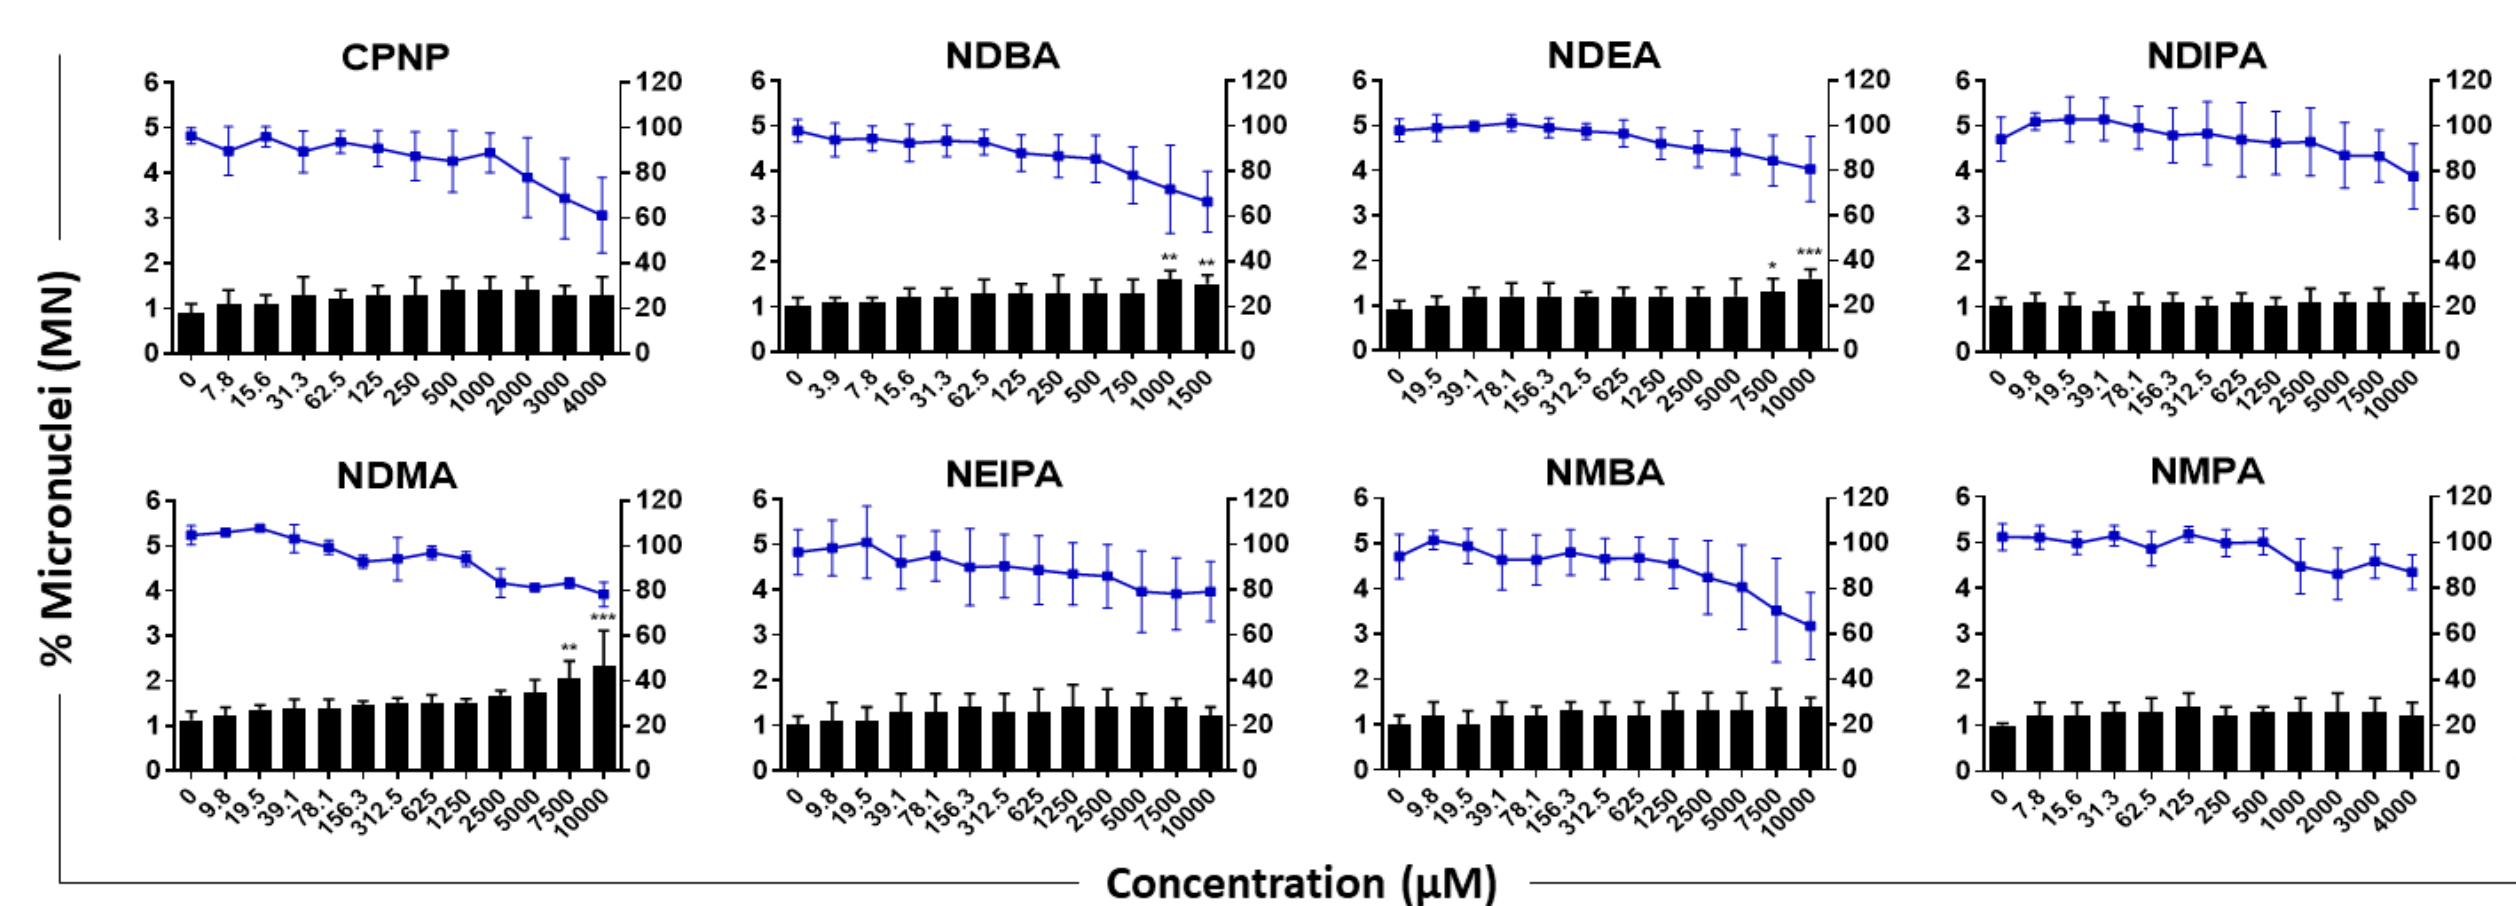 CPNP
6 5 4 3 2 1 0
120 100 80 60 40 20 0
0 7.8 15.6 31.3 62.5 125 250 500 1000 2000 3000 4000
NDBA
6 5 4 3 2 1 0
120 100 80 60 40 20 0
** **
0 3.9 7.8 15.6 31.3 62.5 125 250 500 750 1000 1500
NDEA
6 5 4 3 2 1 0
120 100 80 60 40 20 0
* ***
0 19.5 39.1 78.1 156.3 312.5 625 1250 2500 5000 7500 10000
NDIPA
6 5 4 3 2 1 0
120 100 80 60 40 20 0
0 9.8 19.5 39.1 78.1 156.3 312.5 625 1250 2500 5000 7500 10000
% Micronuclei (MN)
NDMA
6 5 4 3 2 1 0
120 100 80 60 40 20 0
** ***
0 9.8 19.5 39.1 78.1 156.3 312.5 625 1250 2500 5000 7500 10000
NEIPA
6 5 4 3 2 1 0
120 100 80 60 40 20 0
0 9.8 19.5 39.1 78.1 156.3 312.5 625 1250 2500 5000 7500 10000
NMBA
6 5 4 3 2 1 0
120 100 80 60 40 20 0
0 9.8 19.5 39.1 78.1 156.3 312.5 625 1250 2500 5000 7500 10000
NMPA
6 5 4 3 2 1 0
120 100 80 60 40 20 0
0 7.8 15.6 31.3 62.5 125 250 500 1000 2000 3000 4000
Concentration (µM)